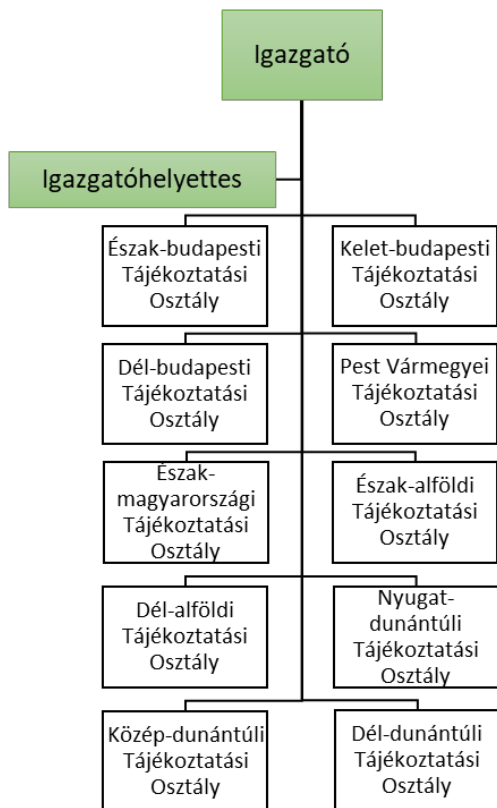 Igazgató
Igazgatóhelyettes
Észak-budapesti
Tájékoztatási
Osztály
Kelet-budapesti
Tájékoztatási
Osztály
Dél-budapesti
Tájékoztatási
Osztály
Pest Vármegyei
Tájékoztatási
Osztály
Észak-
magyarországi
Tájékoztatási
Osztály
Észak-alföldi
Tájékoztatási
Osztály
Dél-alföldi
Tájékoztatási
Osztály
Nyugat-
dunántúli
Tájékoztatási
Osztály
Közép-dunántúli
Tájékoztatási
Osztály
Dél-dunántúli
Tájékoztatási
Osztály